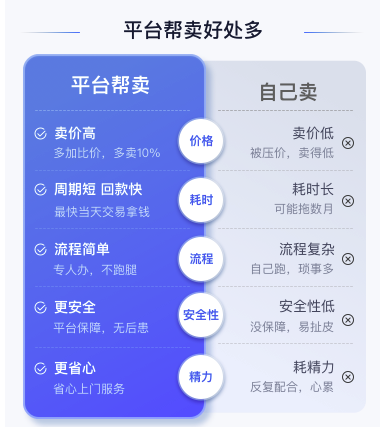 平台帮卖好处多
平台帮卖
自己卖
卖价高
多加比价，多卖10%
价格
卖价低
被压价，卖得低
周期短 回款快
最快当天交易拿钱
耗时
耗时长
可能拖数月
流程简单
专人办，不跑腿
流程
流程复杂
自己跑，琐事多
更安全
平台保障，无后患
安全性
安全性低
没保障，易扯皮
更省心
省心上门服务
精力
耗精力
反复配合，心累